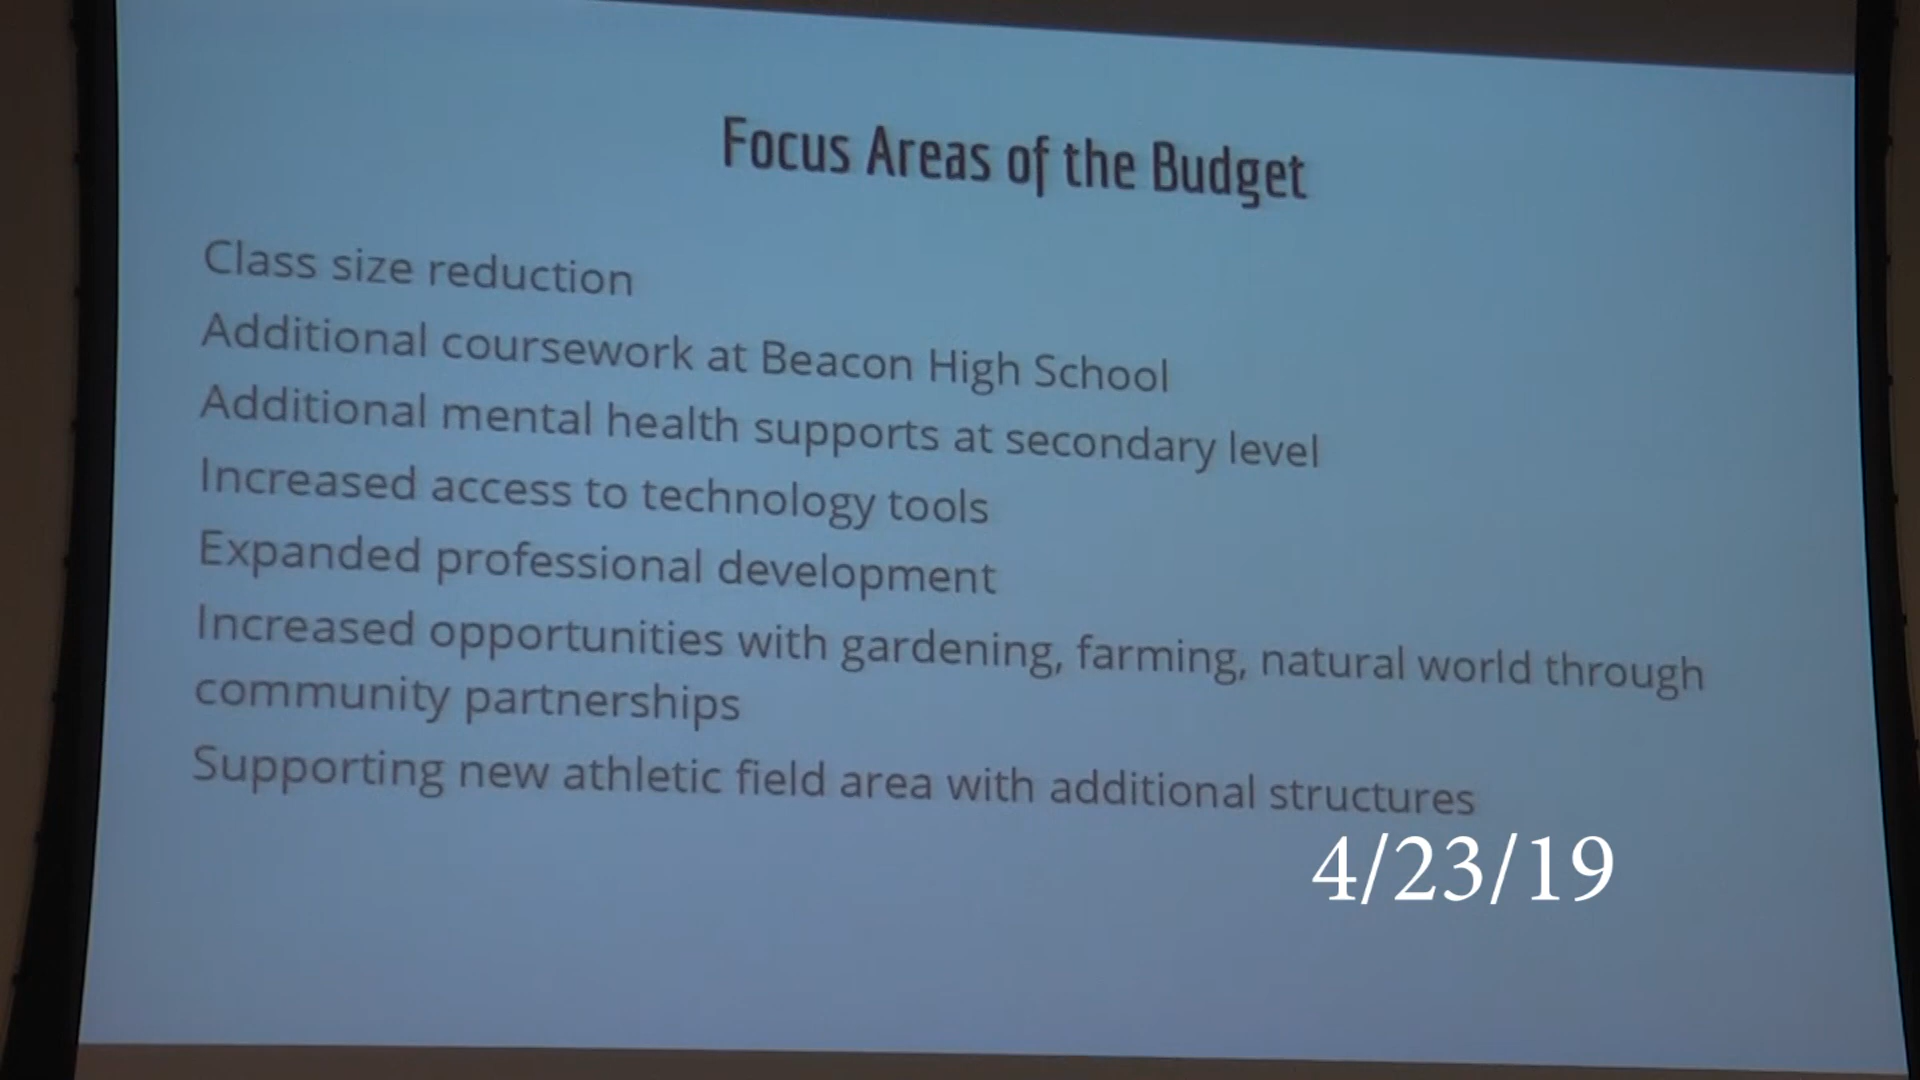 Focus Areas of the Budget
Class size reduction
Additional coursework at Beacon High School
Additional mental health supports at secondary level
Increased access to technology tools
Expanded professional development
Increased opportunities with gardening, farming, natural world through
community partnerships
Supporting new athletic field area with additional structures
4/23/19